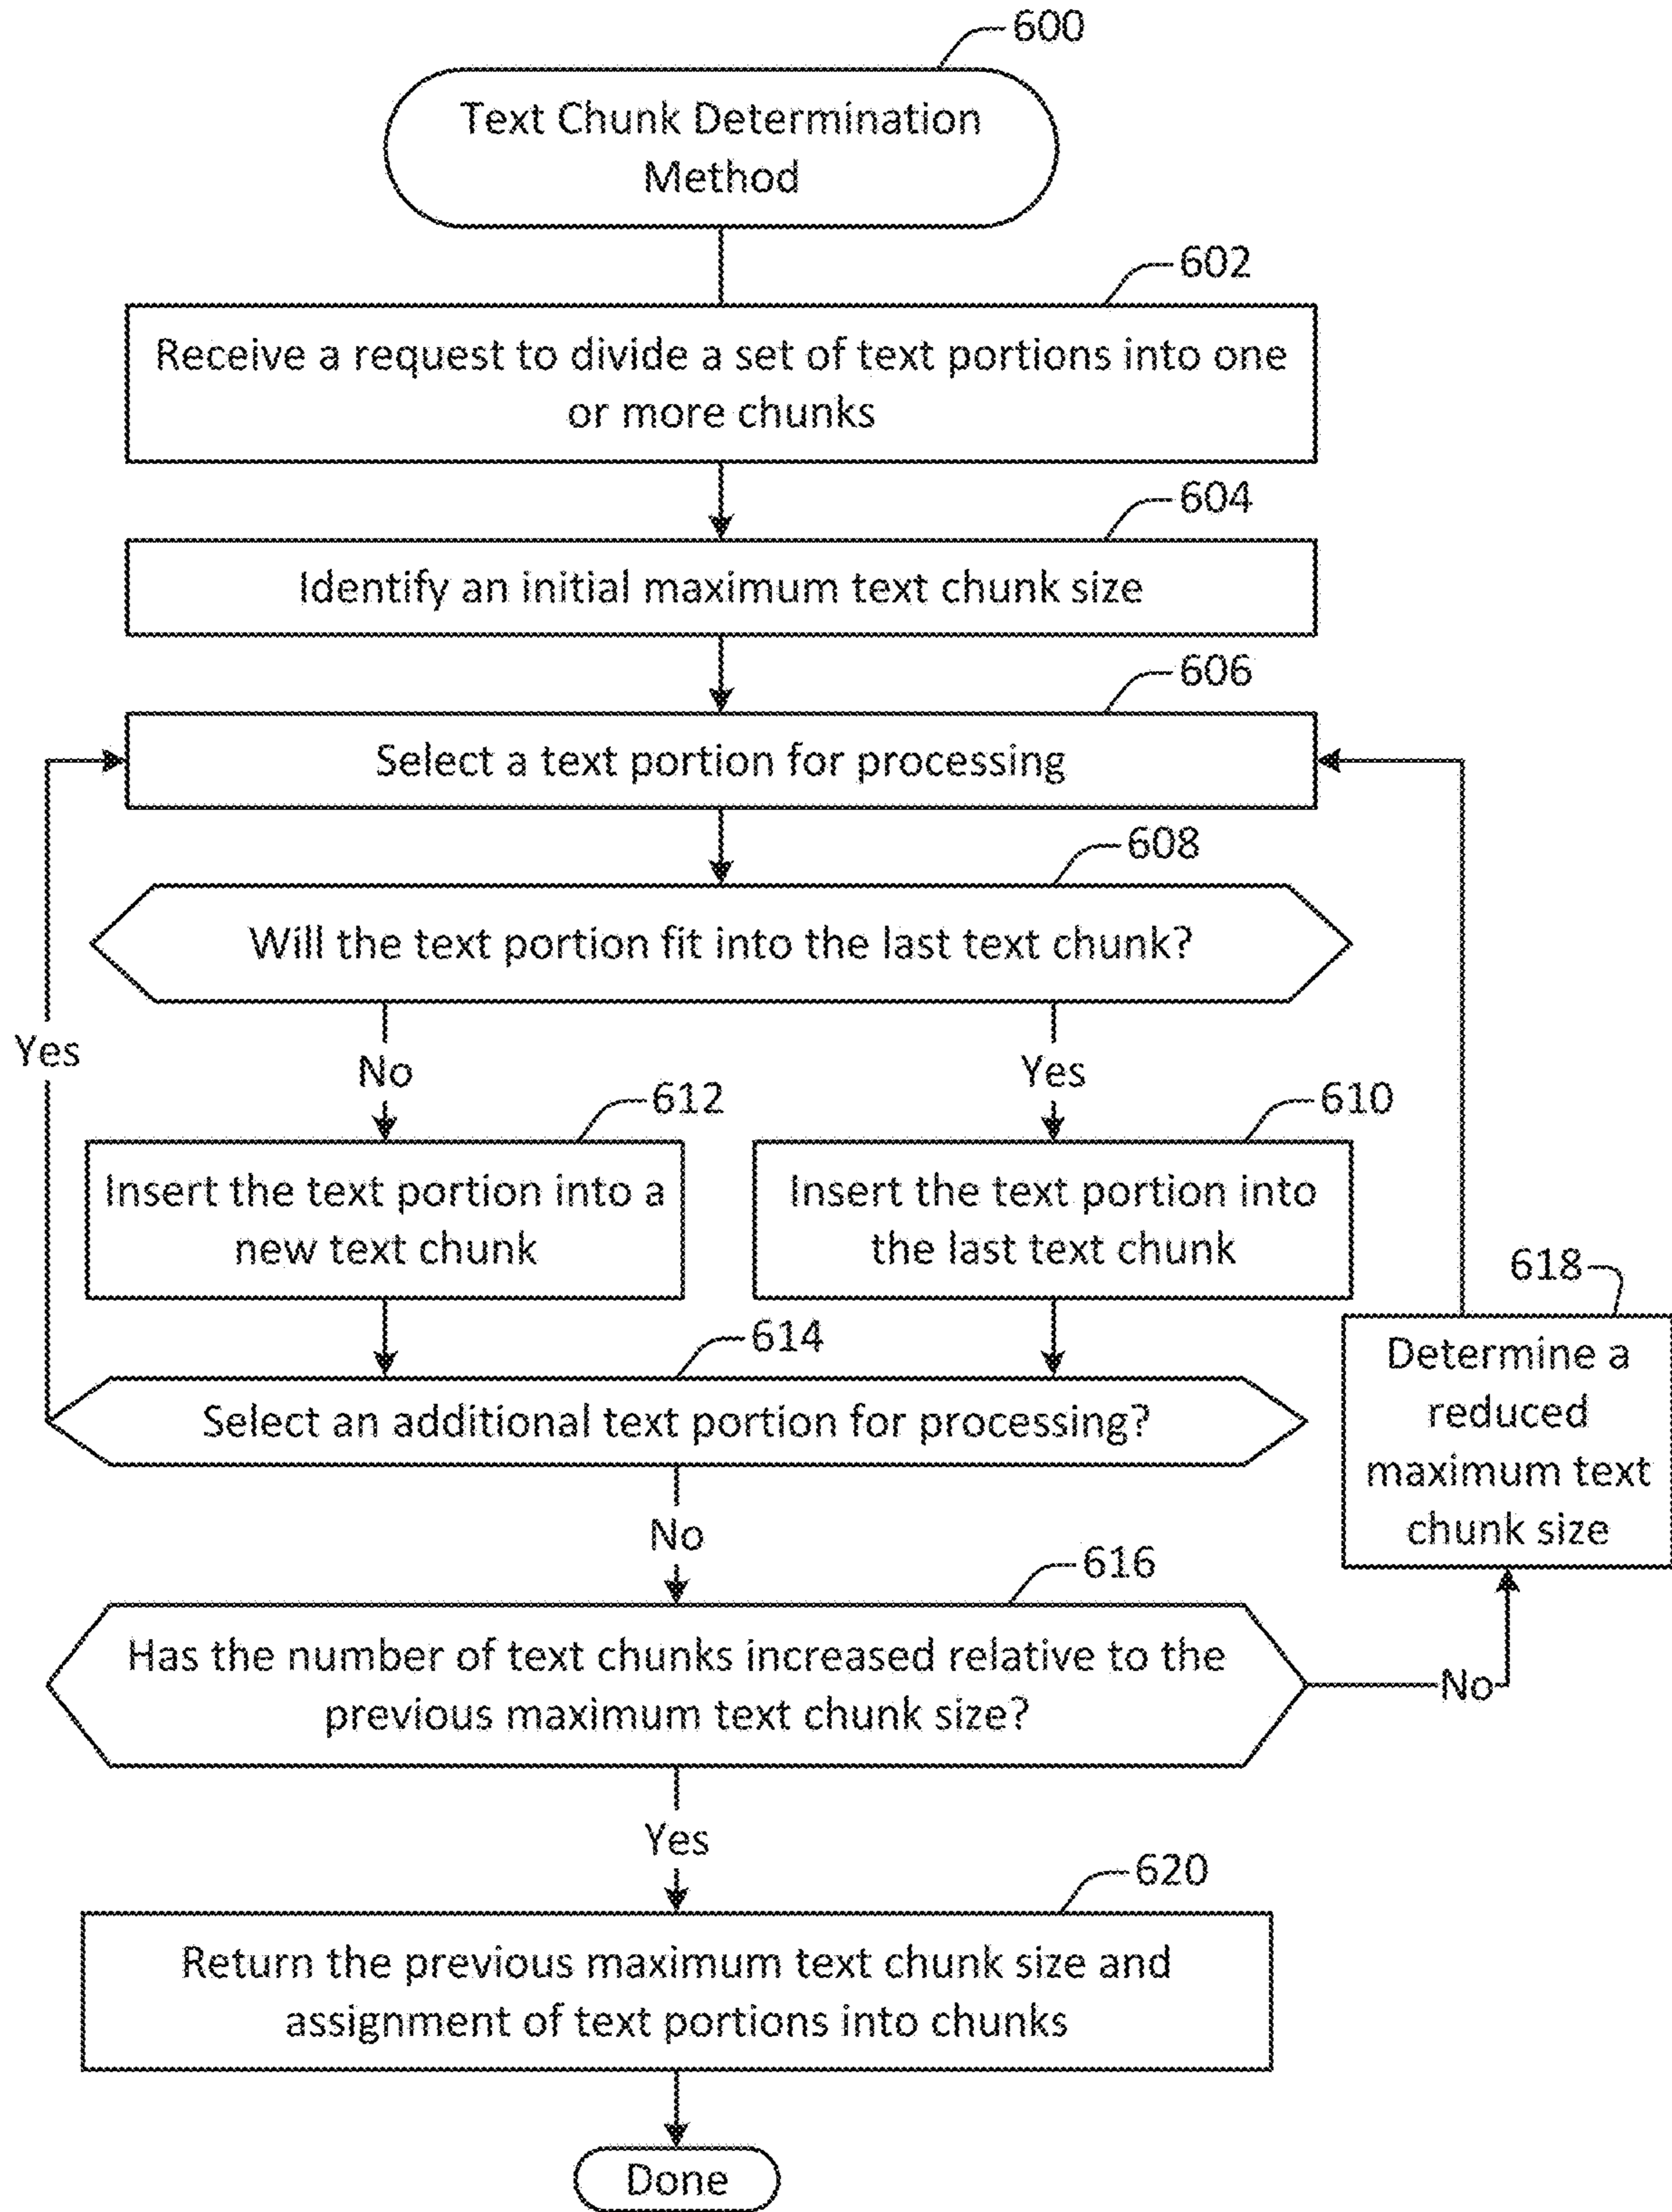 600
Text Chunk Determination
Method
602
Receive a request to divide a set of text portions into one
or more chunks
604
Identify an initial maximum text chunk size
606
Select a text portion for processing
608
Will the text portion fit into the last text chunk?
Yes
No
Yes
612
610
Insert the text portion into a
new text chunk
Insert the text portion into
the last text chunk
618
Determine a
reduced
maximum text
chunk size
614
Select an additional text portion for processing?
No
616
Has the number of text chunks increased relative to the
previous maximum text chunk size?
No
Yes
620
Return the previous maximum text chunk size and
assignment of text portions into chunks
Done